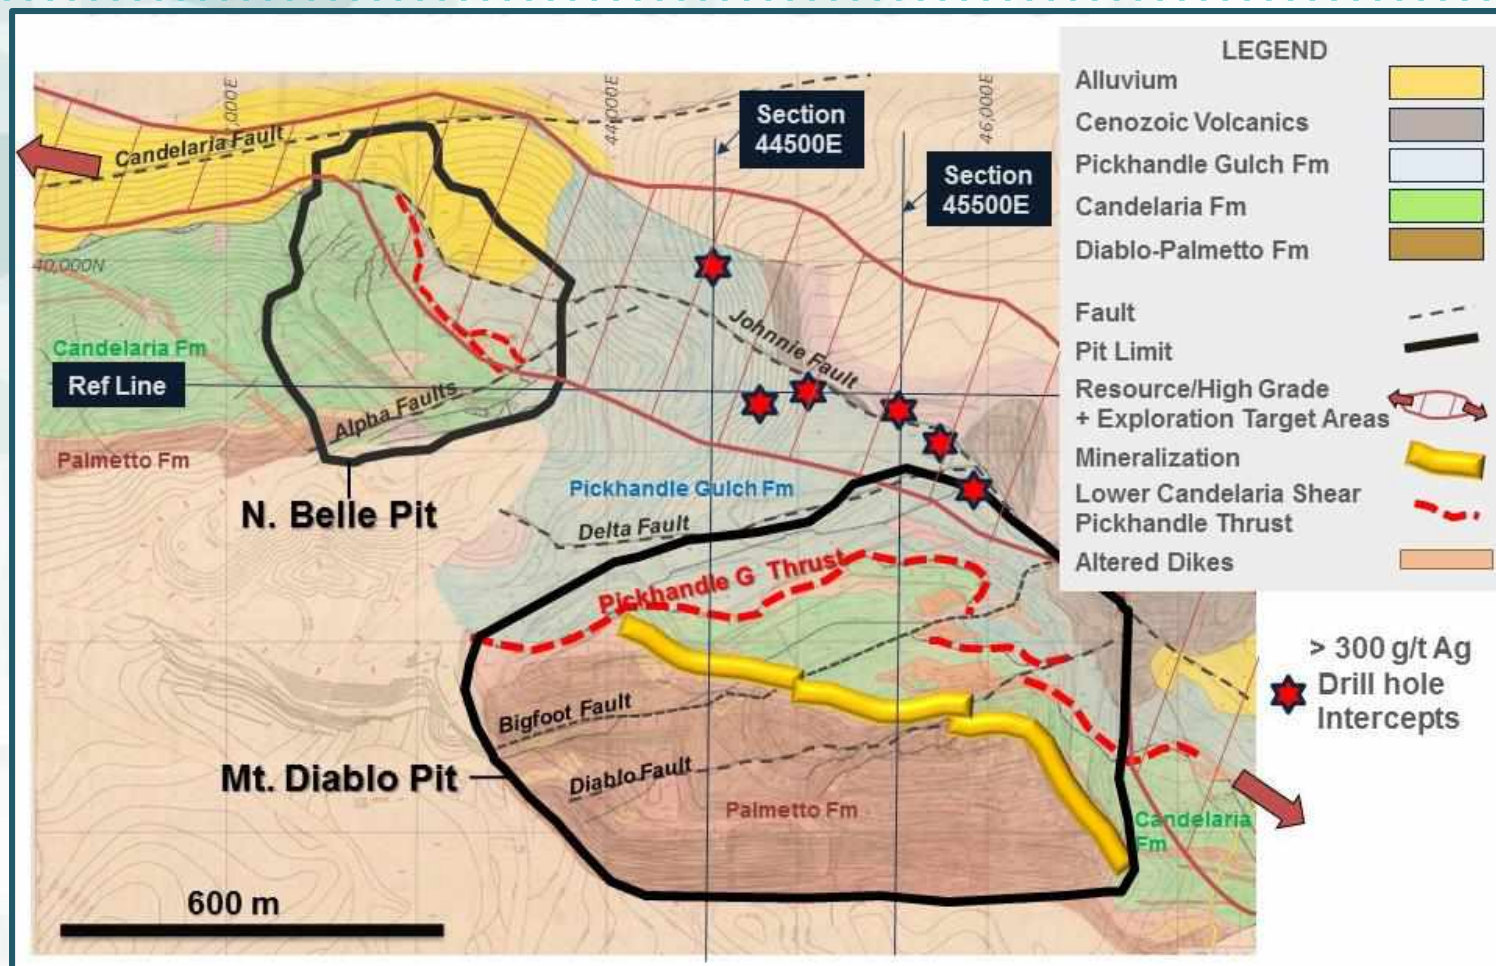 LEGEND
Alluvium
Cenozoic Volcanics
Pickhandle Gulch Fm
Candelaria Fm
Diablo-Palmetto Fm
Fault
Pit Limit
Resource/High Grade
+ Exploration Target Areas
Mineralization
Lower Candelaria Shear
Pickhandle Thrust
Altered Dikes
> 300 g/t Ag
Drill hole
Intercepts
44,000E
46,000E
Section
44500E
Section
45500E
Candelaria Fault
40,000N
Johnnie Fault
Candelaria Fm
Ref Line
Alpha Faults
Palmetto Fm
Pickhandle Gulch Fm
N. Belle Pit
Delta Fault
Pickhandle G Thrust
Bigfoot Fault
Mt. Diablo Pit
Diablo Fault
Palmetto Fm
Candelaria
Fm
600 m